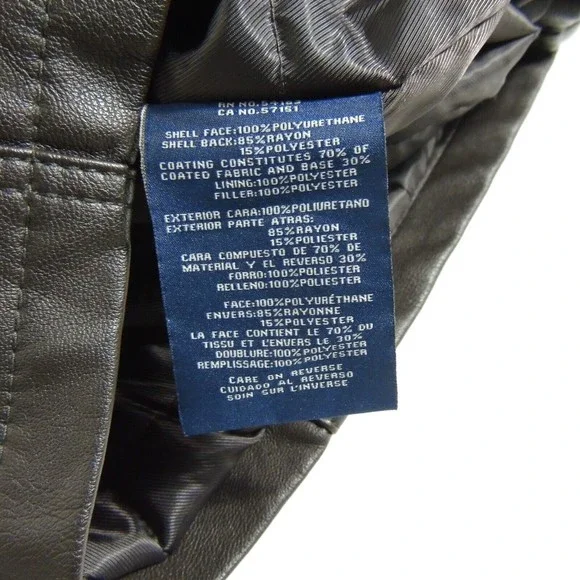 RN NO.
CA NO.57151
SHELL FACE:100%POLYURETHANE
SHELL BACK:85%RAYON
15%POLYESTER
COATING CONSTITUTES 70% OF
COATED FABRIC AND BASE 30%
LINING:100%POLYESTER
FILLER:100%POLYESTER
EXTERIOR CARA:100%POLIURETANO
EXTERIOR PARTE ATRAS:
85%RAYON
15%POLIESTER
CARA COMPUESTO DE 70% DE
MATERIAL Y EL REVERSO 30%
FORRO:100%POLIESTER
RELLENO:100%POLIESTER
FACE:100%POLYURÉTHANE
ENVERS:85%RAYONNE
15%POLYESTER
LA FACE CONTIENT LE 70% DU
TISSU ET L'ENVERS LE 30%
DOUBLURE:100%POLYESTER
REMPLISSAGE:100%POLYESTER
CARE ON REVERSE
CUIDADO AL REVERSO
SOIN SUR L'INVERSE